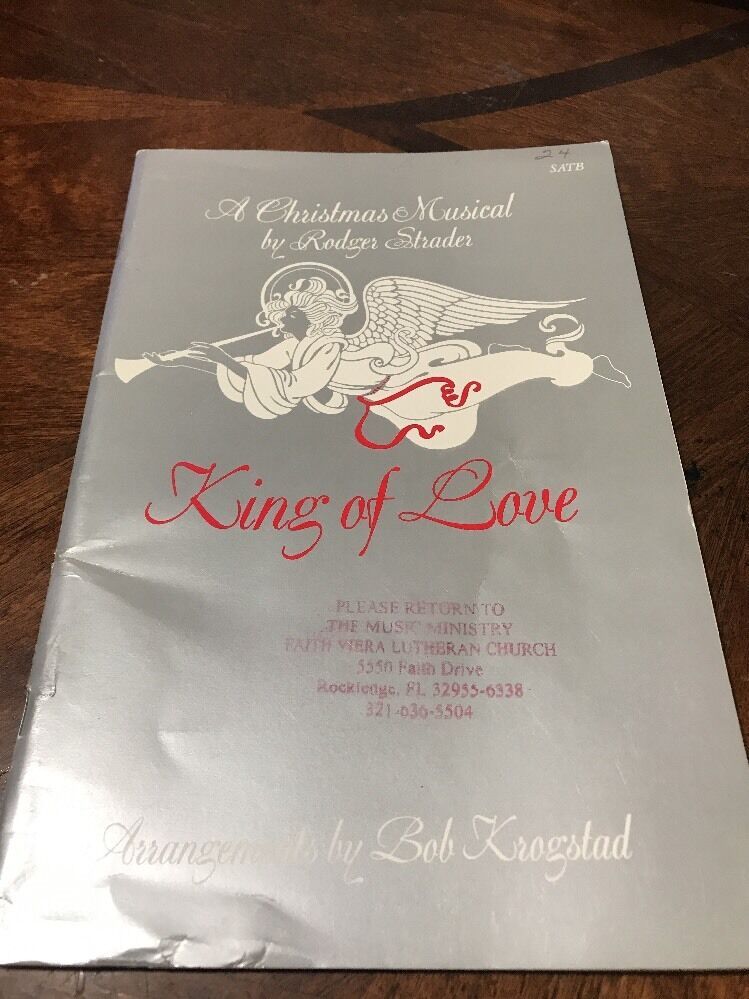 24
SATB
A Christmas Musical
by Rodger Strader
King of Love
PLEASE RETURN TO
THE MUSIC MINISTRY
FAITH VIERA LUTHERAN CHURCH
5550 Faith Drive
Rockledge, FL 32955-6338
321-636-5504
Arrangements by Bob Krogstad